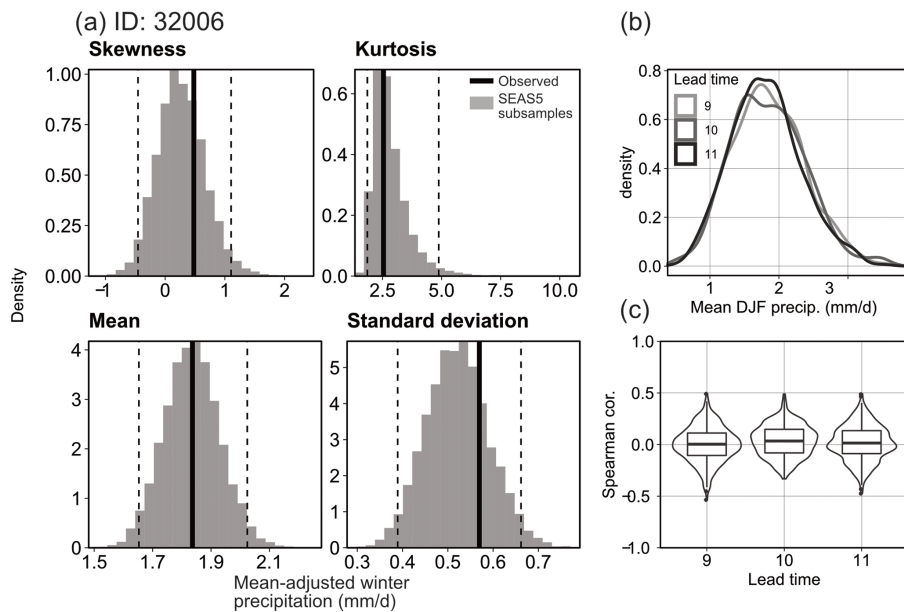 (a) ID: 32006
Skewness
Kurtosis
1.00
0.75
0.50
0.25
0.00
−1 0 1 2
0.6
0.4
0.2
0.0
2.5 5.0 7.5 10.0
Observed
SEAS5
subsamples
Density
Mean
Standard deviation
4
3
2
1
0
1.5 1.7 1.9 2.1
5
4
3
2
1
0
0.3 0.4 0.5 0.6 0.7
Mean-adjusted winter
precipitation (mm/d)
(b)
0.8
0.6
0.4
0.2
0.0
density
Lead time
9
10
11
1 2 3
Mean DJF precip. (mm/d)
(c)
1.0
0.5
0.0
−0.5
−1.0
Spearman cor.
9 10 11
Lead time